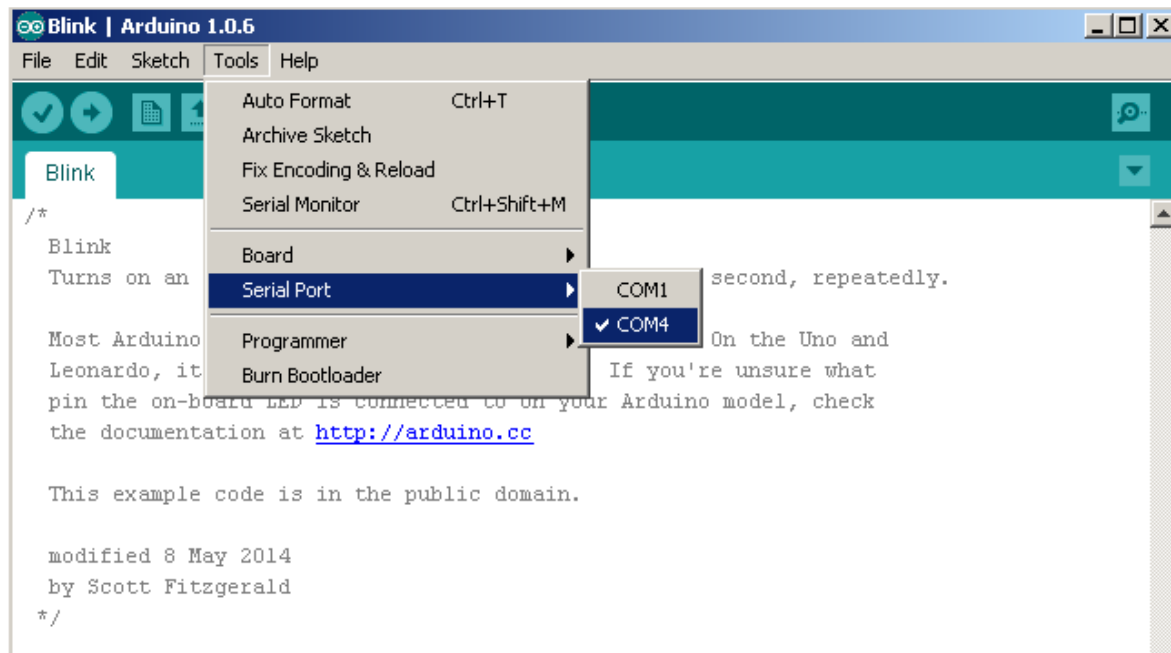 Blink | Arduino 1.0.6
File Edit Sketch Tools Help
Auto Format Ctrl+T
Archive Sketch
Fix Encoding & Reload
Serial Monitor Ctrl+Shift+M
Board
Serial Port
Programmer
Burn Bootloader
COM1
COM4
Blink
/*
Blink
Turns on an second, repeatedly.
Most Arduino On the Uno and
Leonardo, it If you're unsure what
pin the on-board LED is connected to on your Arduino model, check
the documentation at http://arduino.cc
This example code is in the public domain.
modified 8 May 2014
by Scott Fitzgerald
*/